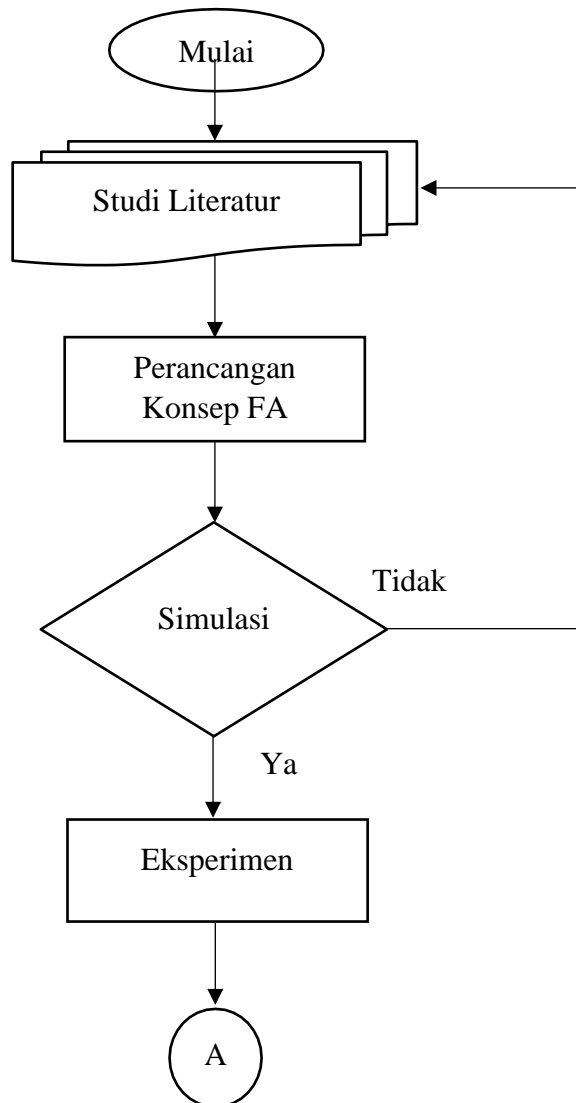 Mulai
Studi Literatur
Perancangan
Konsep FA
Tidak
Simulasi
Ya
Eksperimen
A